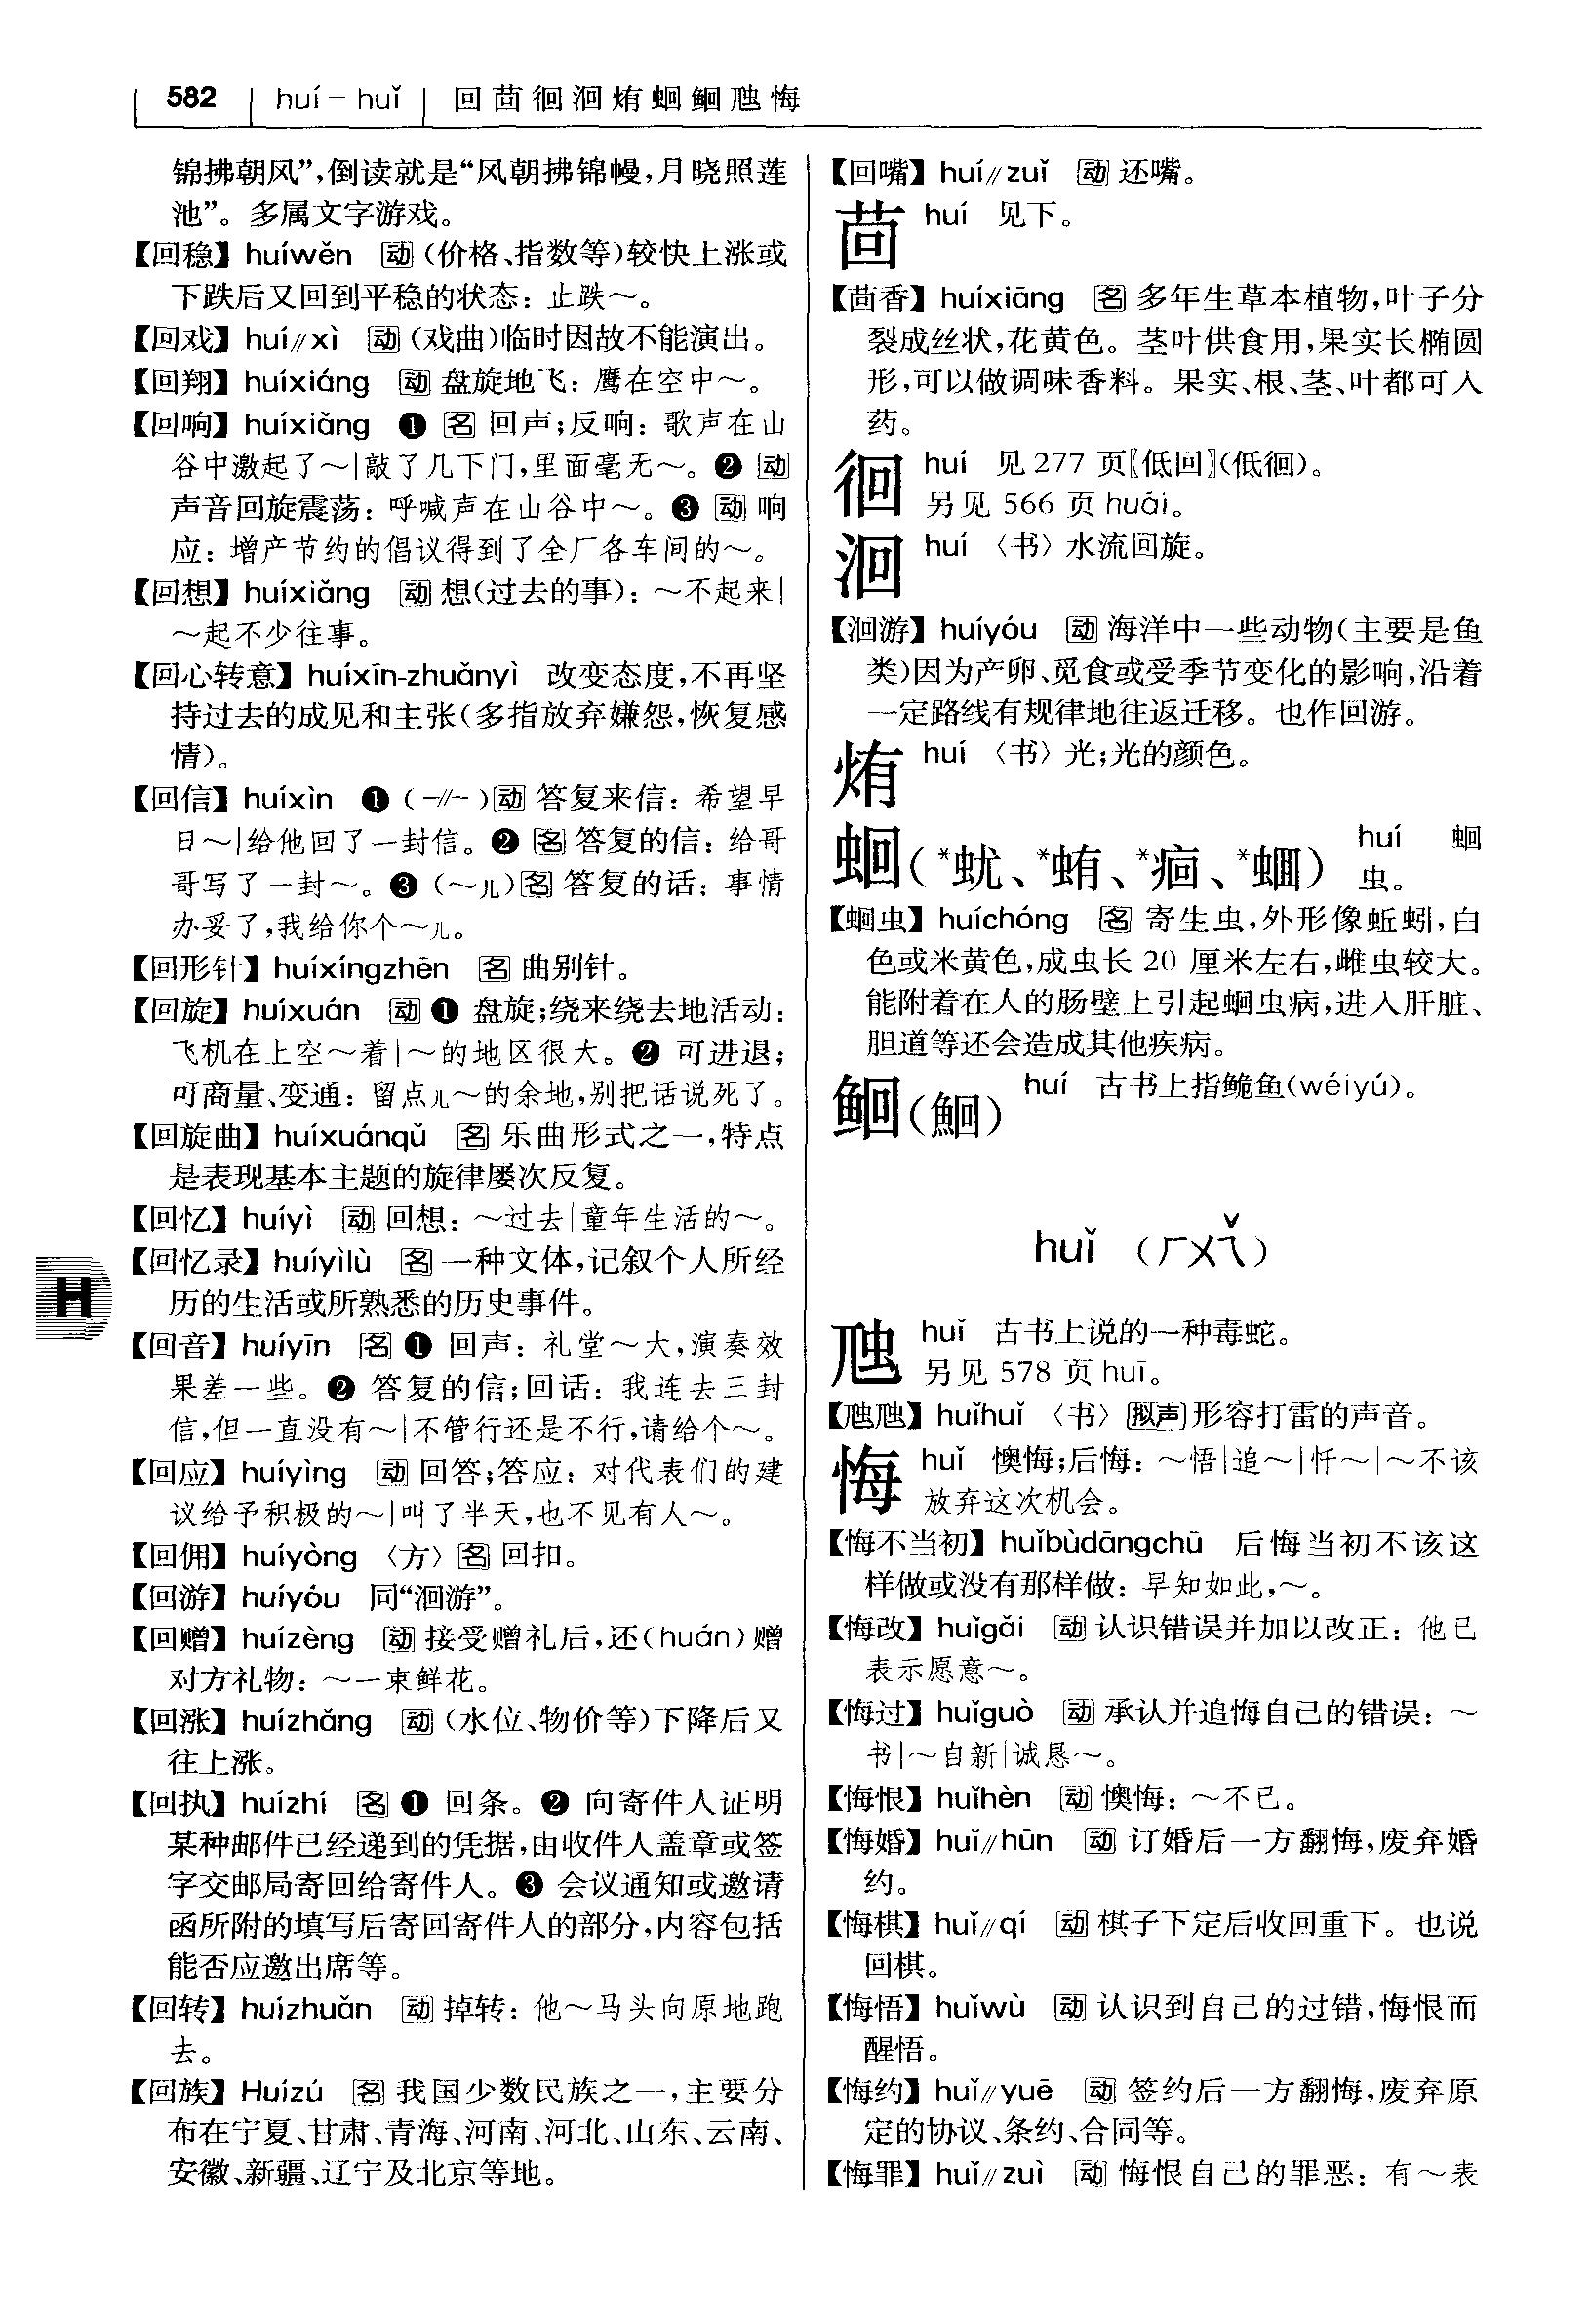 582 huí－huǐ 回茴徊洄烠蛔鮰虺悔
锦拂朝风”，倒读就是“风朝拂锦幔，月晓照莲
池”。多属文字游戏。
【回稳】huíwěn 动（价格、指数等）较快上涨或
下跌后又回到平稳的状态：止跌～。
【回戏】huí∥xì 动（戏曲）临时因故不能演出。
【回翔】huíxiáng 动 盘旋地飞：鹰在空中～。
【回响】huíxiǎng ❶ 名 回声；反响：歌声在山
谷中激起了～|敲了几下门，里面毫无～。❷ 动
声音回旋震荡：呼喊声在山谷中～。❸ 动 响
应：增产节约的倡议得到了全厂各车间的～。
【回想】huíxiǎng 动 想（过去的事）：～不起来|
～起不少往事。
【回心转意】huíxīn-zhuǎnyì 改变态度，不再坚
持过去的成见和主张（多指放弃嫌怨，恢复感
情）。
【回信】huíxìn ❶（-∥-）动 答复来信：希望早
日～|给他回了一封信。❷ 名 答复的信：给哥
哥写了一封～。❸（～儿）名 答复的话：事情
办妥了，我给你个～儿。
【回形针】huíxíngzhēn 名 曲别针。
【回旋】huíxuán 动 ❶ 盘旋；绕来绕去地活动：
飞机在上空～着|～的地区很大。❷ 可进退；
可商量、变通：留点儿～的余地，别把话说死了。
【回旋曲】huíxuánqǔ 名 乐曲形式之一，特点
是表现基本主题的旋律屡次反复。
【回忆】huíyì 动 回想：～过去|童年生活的～。
【回忆录】huíyìlù 名 一种文体，记叙个人所经
历的生活或所熟悉的历史事件。
【回音】huíyīn 名 ❶ 回声：礼堂～大，演奏效
果差一些。❷ 答复的信；回话：我连去三封
信，但一直没有～|不管行还是不行，请给个～。
【回应】huíyìng 动 回答；答应：对代表们的建
议给予积极的～|叫了半天，也不见有人～。
【回佣】huíyòng〈方〉名 回扣。
【回游】huíyóu 同“洄游”。
【回赠】huízèng 动 接受赠礼后，还(huán)赠
对方礼物：～一束鲜花。
【回涨】huízhǎng 动（水位、物价等）下降后又
往上涨。
【回执】huízhí 名 ❶ 回条。❷ 向寄件人证明
某种邮件已经递到的凭据，由收件人盖章或签
字交邮局寄回给寄件人。❸ 会议通知或邀请
函所附的填写后寄回寄件人的部分，内容包括
能否应邀出席等。
【回转】huízhuǎn 动 掉转：他～马头向原地跑
去。
【回族】Huízú 名 我国少数民族之一，主要分
布在宁夏、甘肃、青海、河南、河北、山东、云南、
安徽、新疆、辽宁及北京等地。
H
【回嘴】huí∥zuǐ 动 还嘴。
茴 huí 见下。
【茴香】huíxiāng 名 多年生草本植物，叶子分
裂成丝状，花黄色。茎叶供食用，果实长椭圆
形，可以做调味香料。果实、根、茎、叶都可入
药。
徊 huí 见277页〖低回〗（低徊）。
另见566页 huái。
洄 huí〈书〉水流回旋。
【洄游】huíyóu 动 海洋中一些动物（主要是鱼
类）因为产卵、觅食或受季节变化的影响，沿着
一定路线有规律地往返迁移。也作回游。
烠 huí〈书〉光；光的颜色。
蛔（*蚘、*蛕、*痐、*蜖） huí 蛔
虫。
【蛔虫】huíchóng 名 寄生虫，外形像蚯蚓，白
色或米黄色，成虫长20厘米左右，雌虫较大。
能附着在人的肠壁上引起蛔虫病，进入肝脏、
胆道等还会造成其他疾病。
鮰（鮰） huí 古书上指鮠鱼(wéiyú)。
huǐ （ㄏㄨㄟˇ）
虺 huǐ 古书上说的一种毒蛇。
另见578页 huī。
【虺虺】huǐhuǐ〈书〉拟声 形容打雷的声音。
悔 huǐ 懊悔；后悔：～悟|追～|忏～|～不该
放弃这次机会。
【悔不当初】huǐbùdāngchū 后悔当初不该这
样做或没有那样做：早知如此，～。
【悔改】huǐgǎi 动 认识错误并加以改正：他已
表示愿意～。
【悔过】huǐguò 动 承认并追悔自己的错误：～
书|～自新|诚恳～。
【悔恨】huǐhèn 动 懊悔：～不已。
【悔婚】huǐ∥hūn 动 订婚后一方翻悔，废弃婚
约。
【悔棋】huǐ∥qí 动 棋子下定后收回重下。也说
回棋。
【悔悟】huǐwù 动 认识到自己的过错，悔恨而
醒悟。
【悔约】huǐ∥yuē 动 签约后一方翻悔，废弃原
定的协议、条约、合同等。
【悔罪】huǐ∥zuì 动 悔恨自己的罪恶：有～表